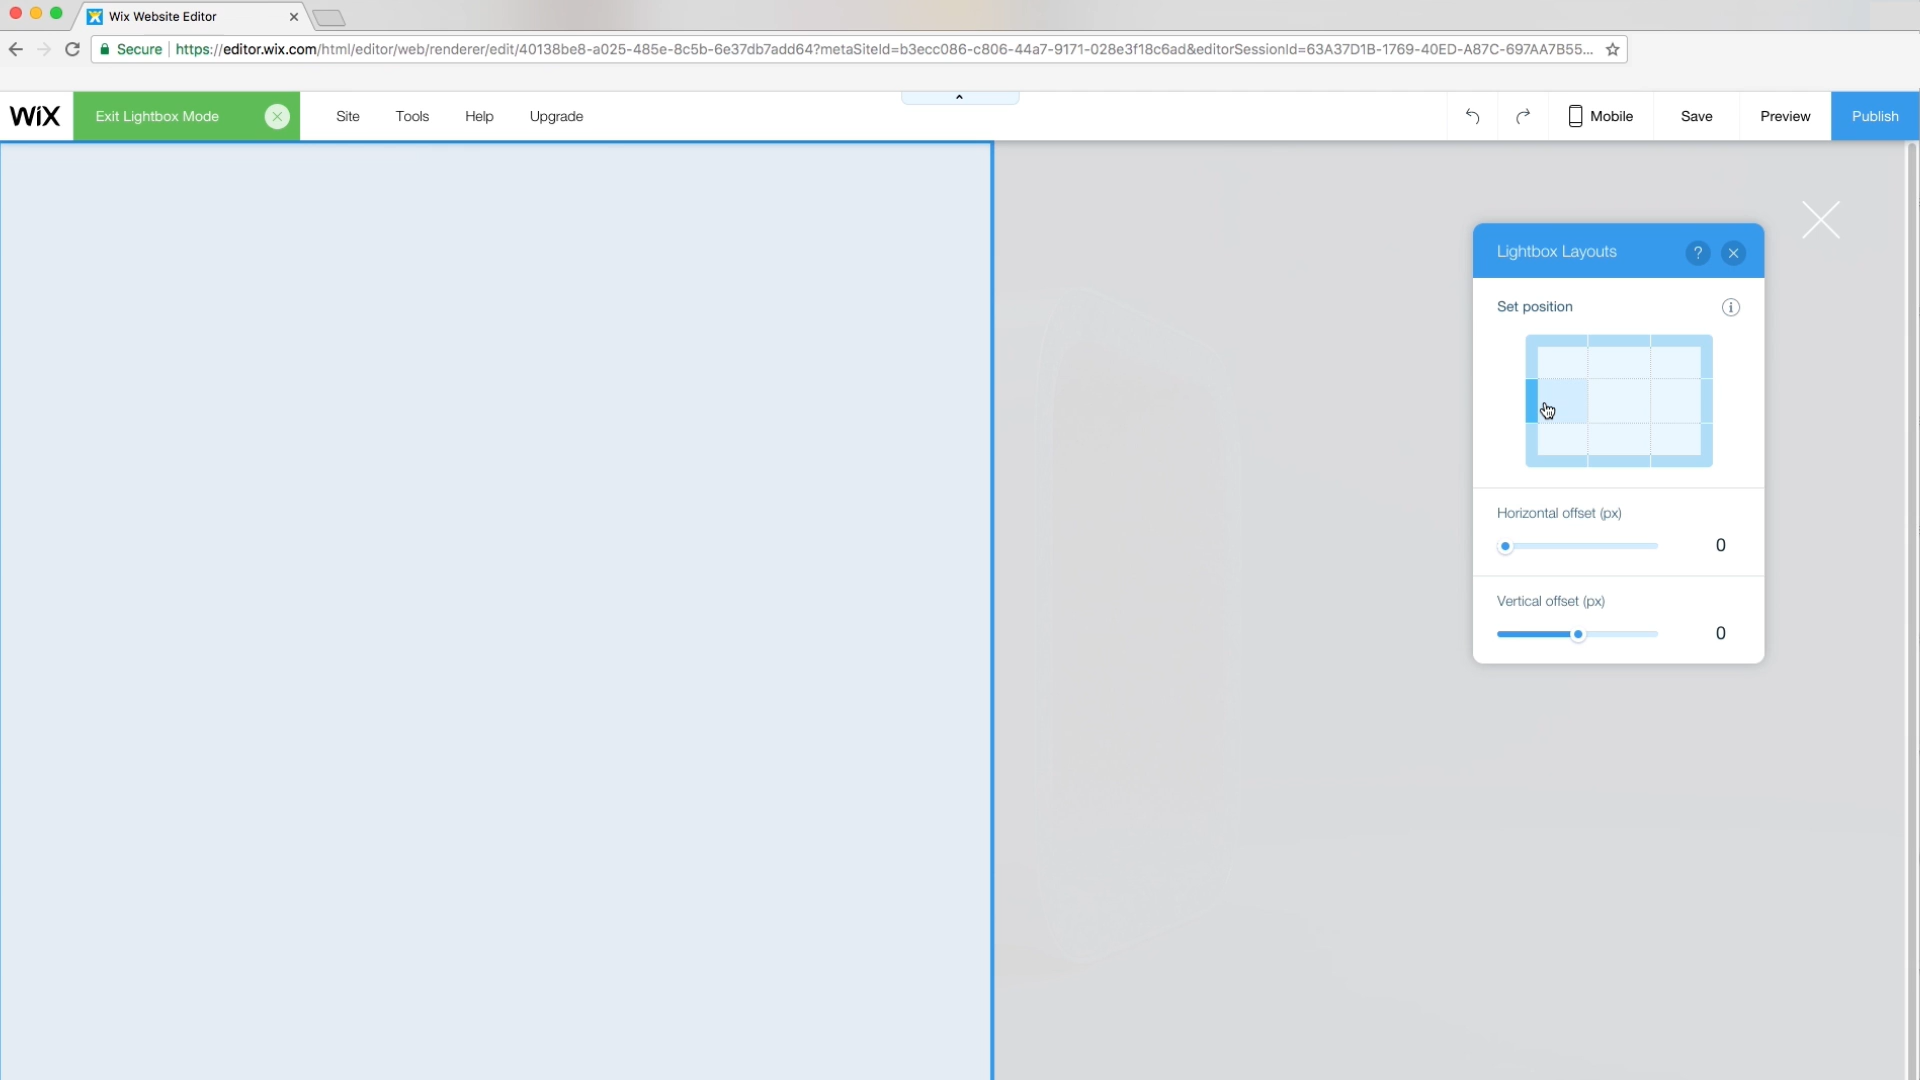 Wix Website Editor
Secure https://editor.wix.com/html/editor/web/renderer/edit/40138be8-a025-485e-8c5b-6e37db7add64?metaSiteId=b3ecc086-c806-44a7-9171-028e3f18c6ad&editorSessionId=63A37D1B-1769-40ED-A87C-697AA7B55...
WiX Exit Lightbox Mode Site Tools Help Upgrade Mobile Save Preview Publish
Lightbox Layouts ?
Set position i
Horizontal offset (px)
0
Vertical offset (px)
0